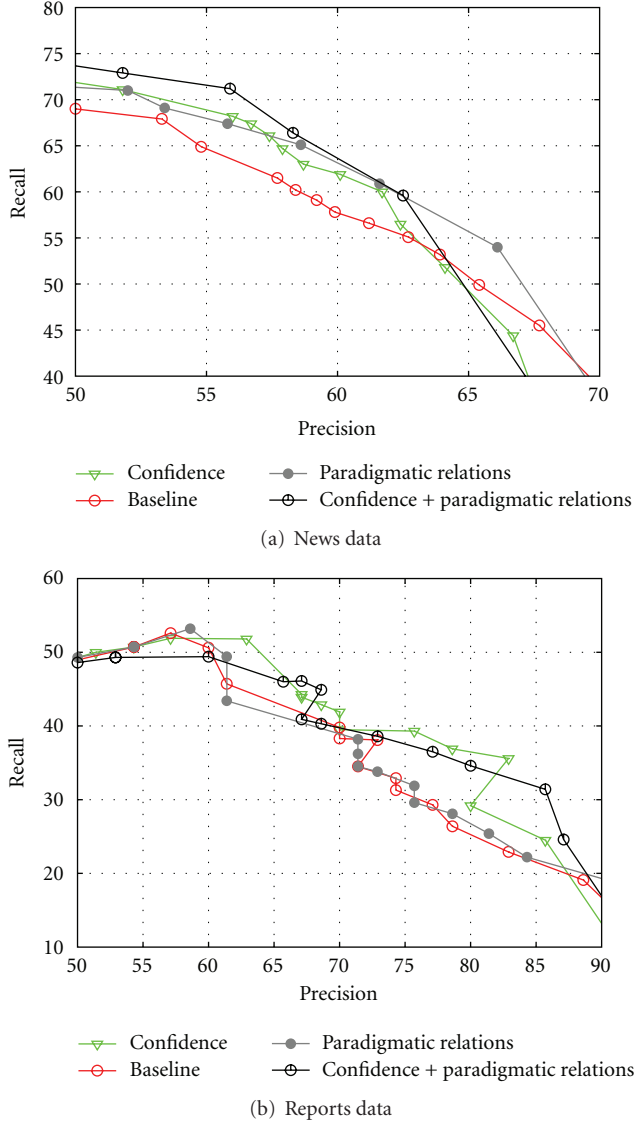 80
75
70
65
60
55
50
45
40
Recall
50 55 60 65 70
Precision
Confidence Paradigmatic relations
Baseline Confidence + paradigmatic relations
(a) News data
60
50
40
30
20
10
Recall
50 55 60 65 70 75 80 85 90
Precision
Confidence Paradigmatic relations
Baseline Confidence + paradigmatic relations
(b) Reports data